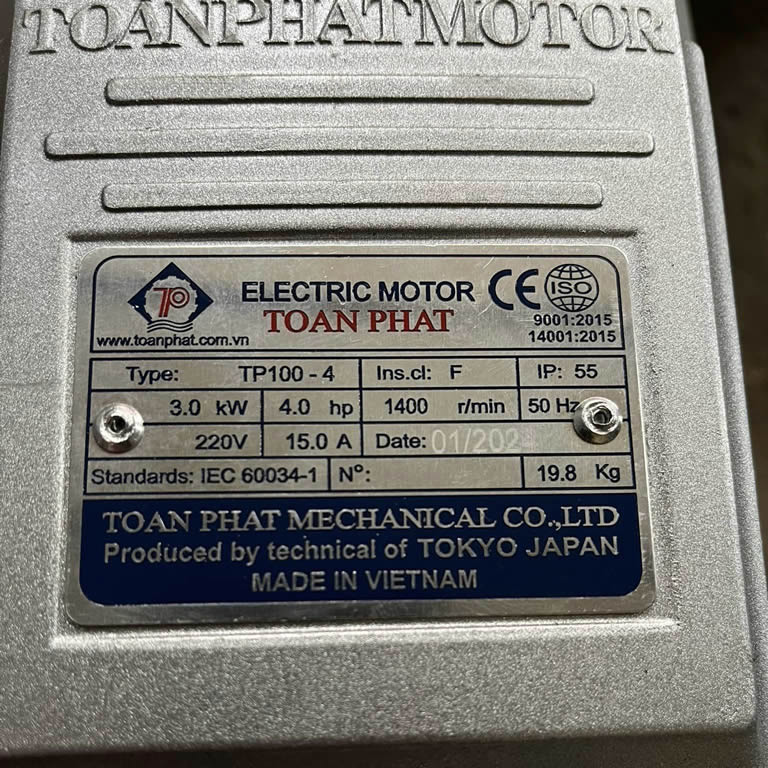 TOANPHATMOTOR
TP
ELECTRIC MOTOR CE ISO
TOAN PHAT
9001:2015
www.toanphat.com.vn 14001:2015
Type: TP100 - 4 Ins.cl: F IP: 55
3.0 kW 4.0 hp 1400 r/min 50 Hz
220V 15.0 A Date:
Standards: IEC 60034-1 Nº: 19.8 Kg
TOAN PHAT MECHANICAL CO.,LTD
Produced by technical of TOKYO JAPAN
MADE IN VIETNAM